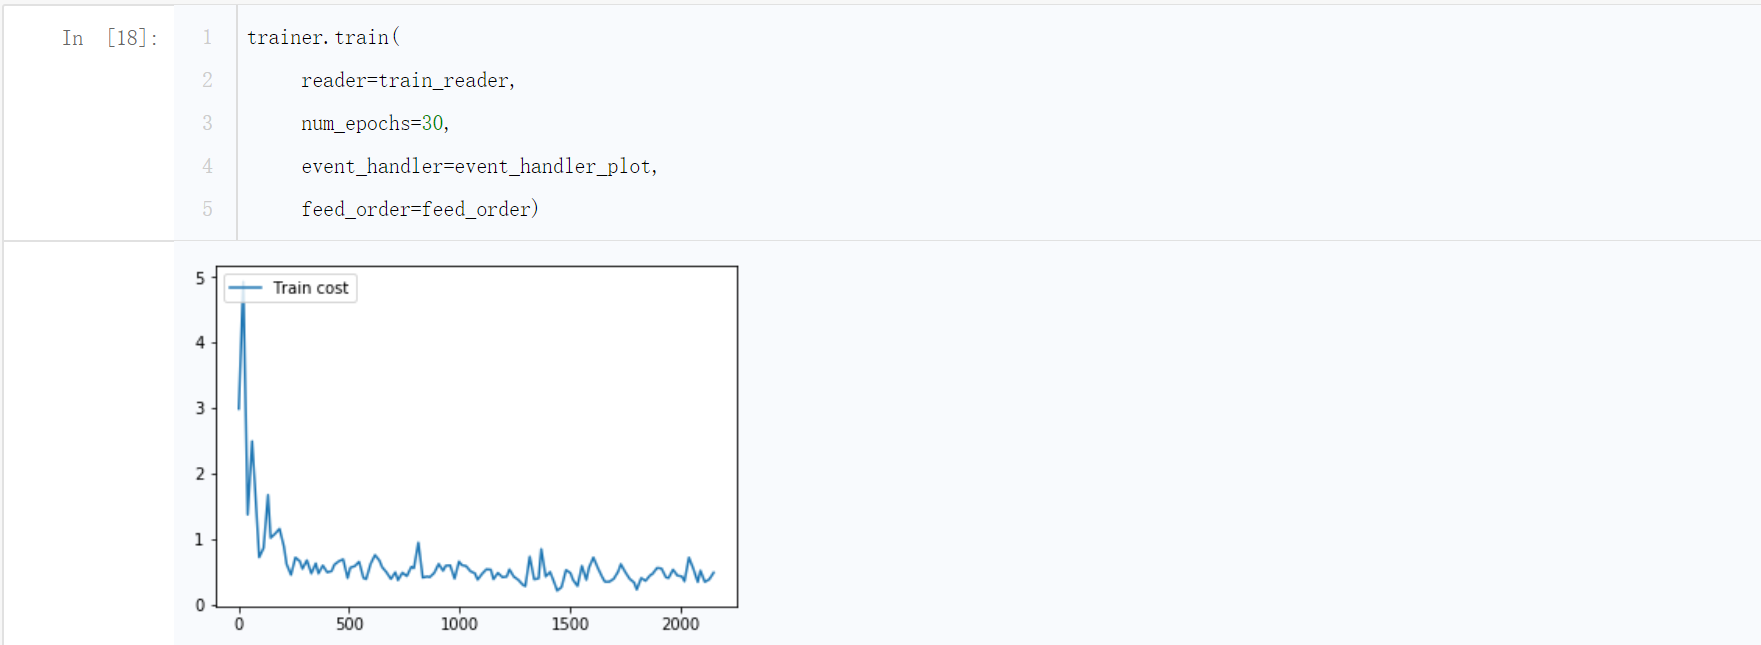 In [18]:
1 trainer.train(
2 reader=train_reader,
3 num_epochs=30,
4 event_handler=event_handler_plot,
5 feed_order=feed_order)
Train cost
5
4
3
2
1
0
0 500 1000 1500 2000